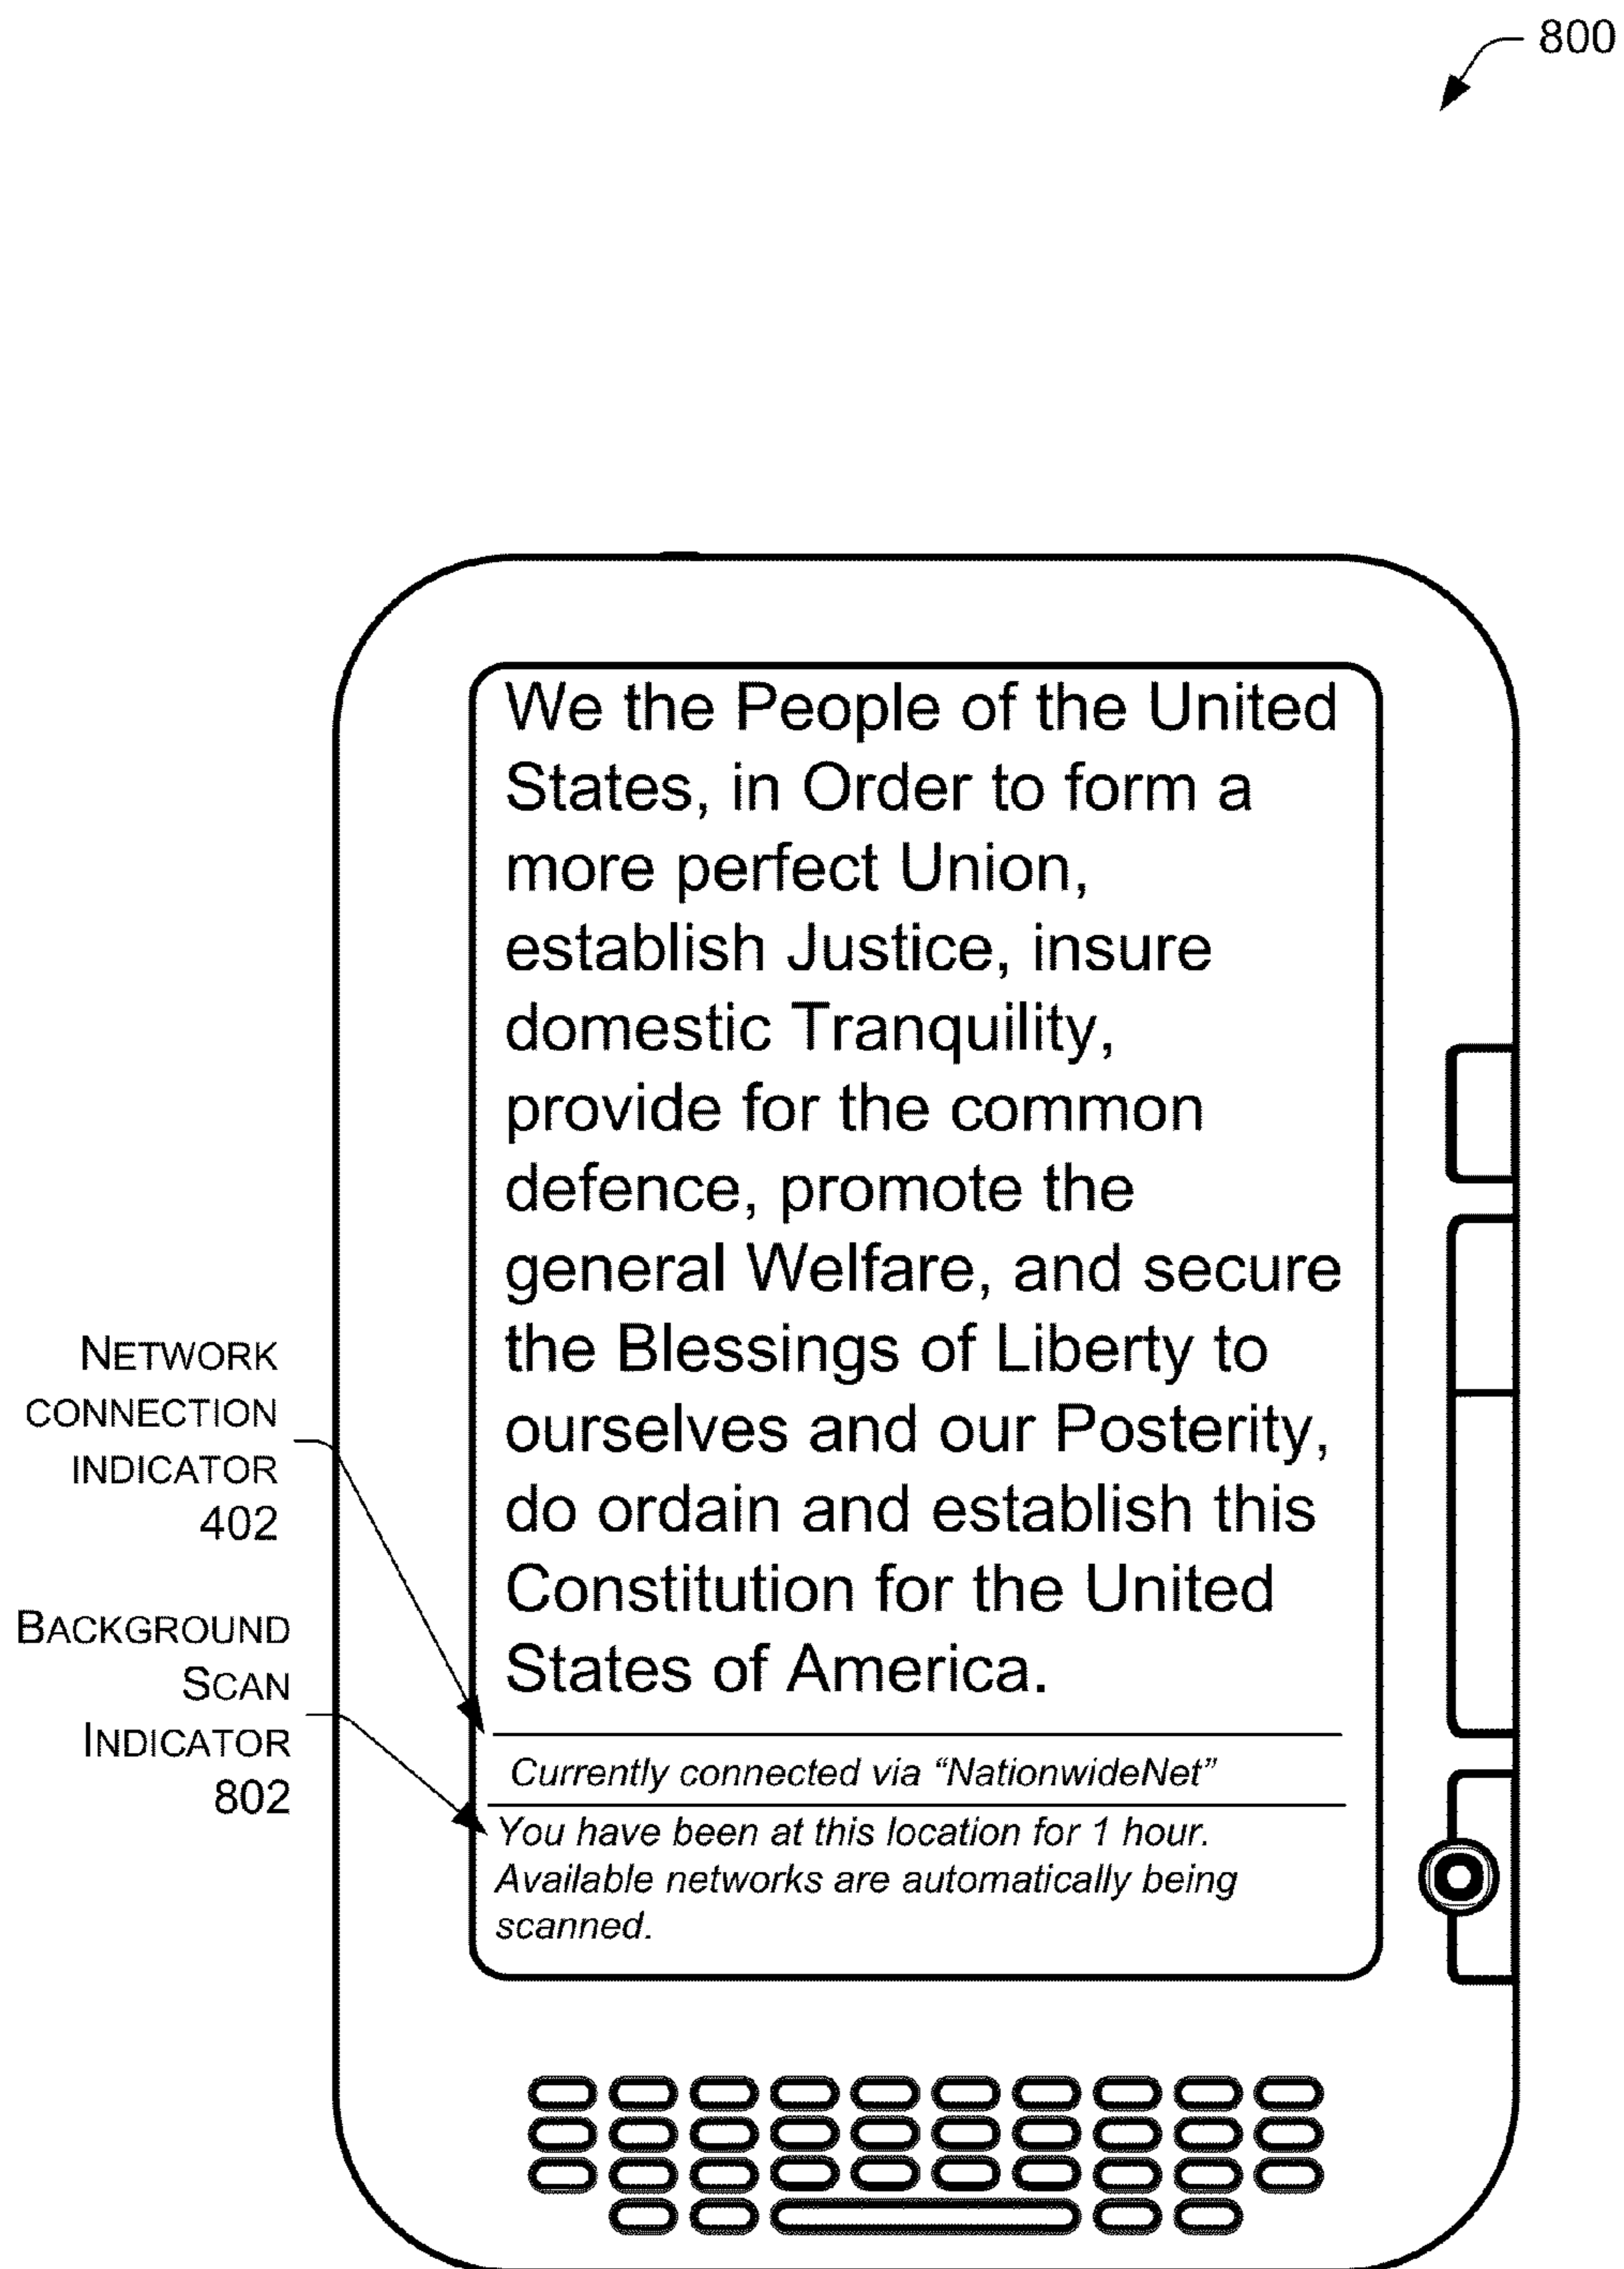 800
We the People of the United
States, in Order to form a
more perfect Union,
establish Justice, insure
domestic Tranquility,
provide for the common
defence, promote the
general Welfare, and secure
the Blessings of Liberty to
ourselves and our Posterity,
do ordain and establish this
Constitution for the United
States of America.
NETWORK
CONNECTION
INDICATOR
402
BACKGROUND
SCAN
INDICATOR
802
Currently connected via “NationwideNet”
You have been at this location for 1 hour.
Available networks are automatically being
scanned.